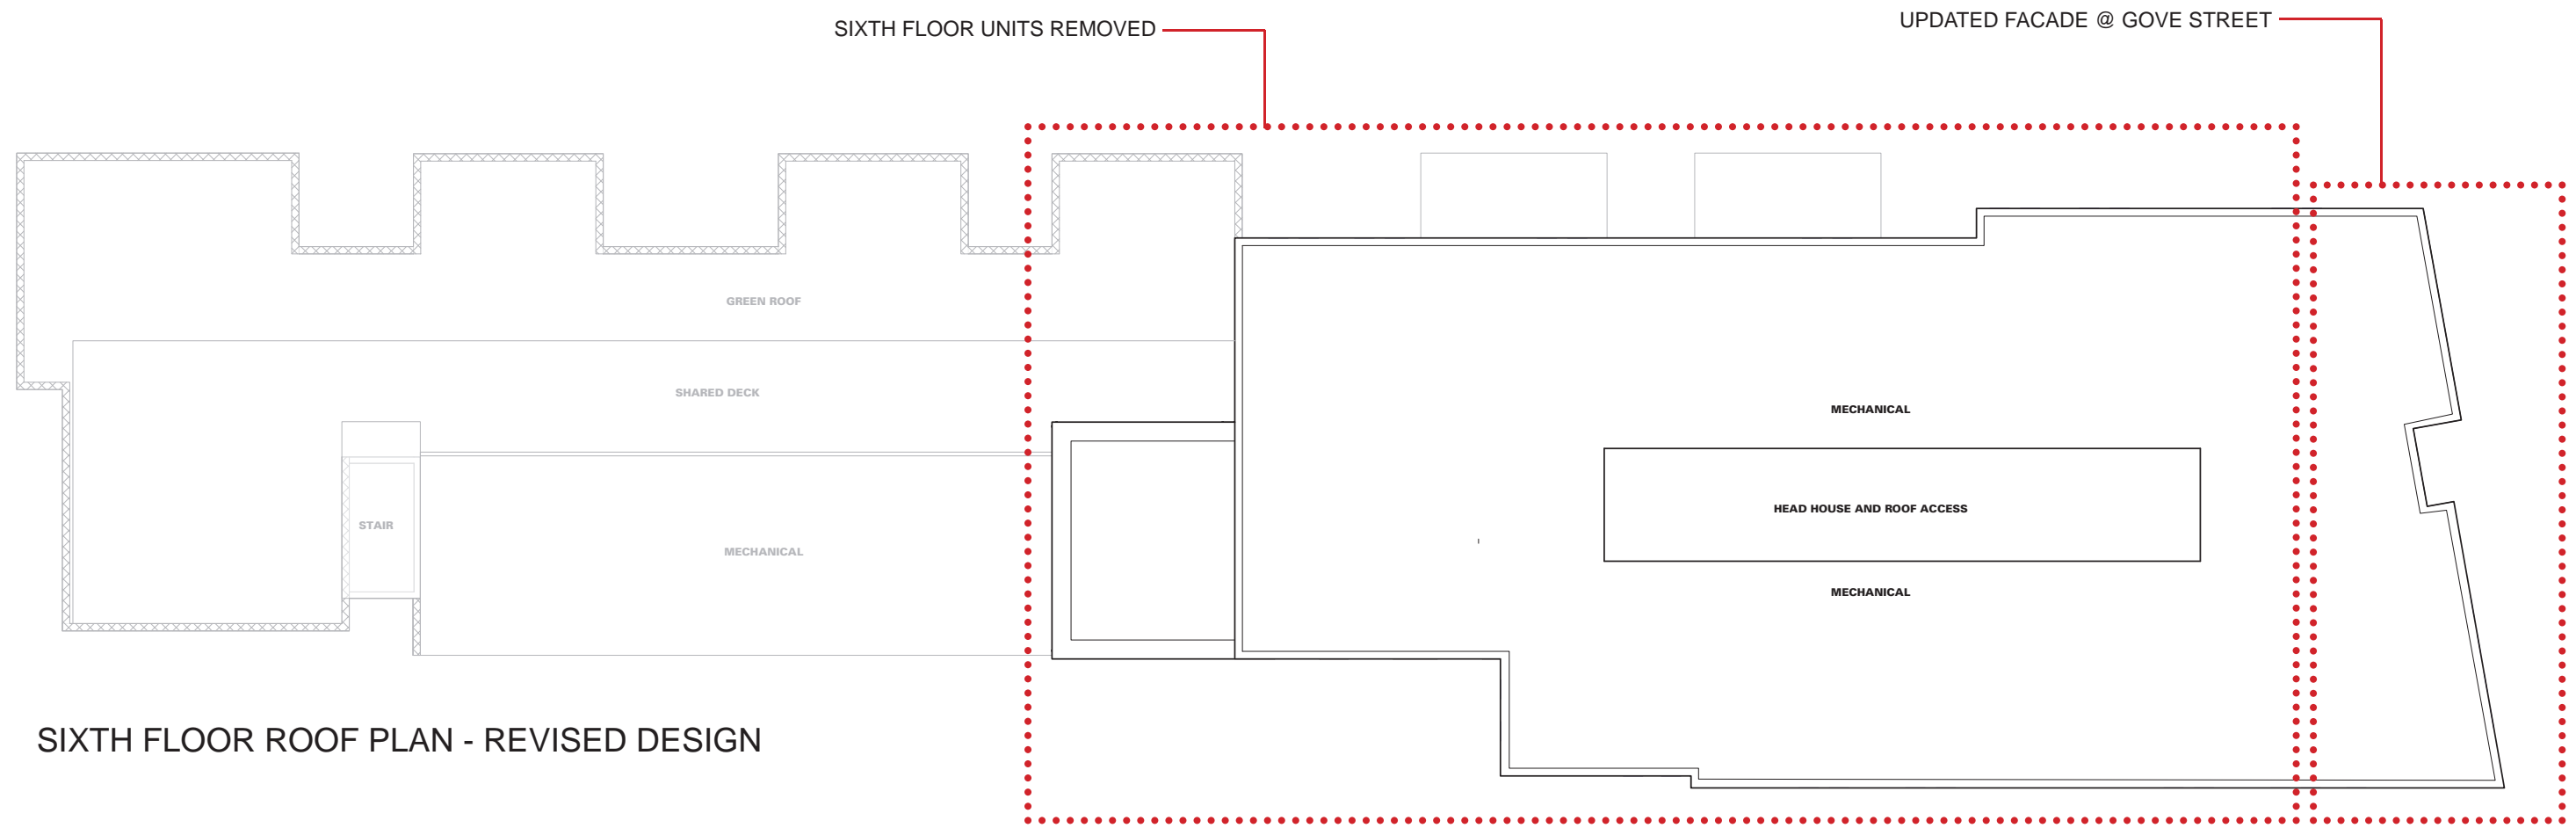 SIXTH FLOOR UNITS REMOVED
UPDATED FACADE @ GOVE STREET
GREEN ROOF
SHARED DECK
MECHANICAL
HEAD HOUSE AND ROOF ACCESS
STAIR
MECHANICAL
MECHANICAL
SIXTH FLOOR ROOF PLAN - REVISED DESIGN